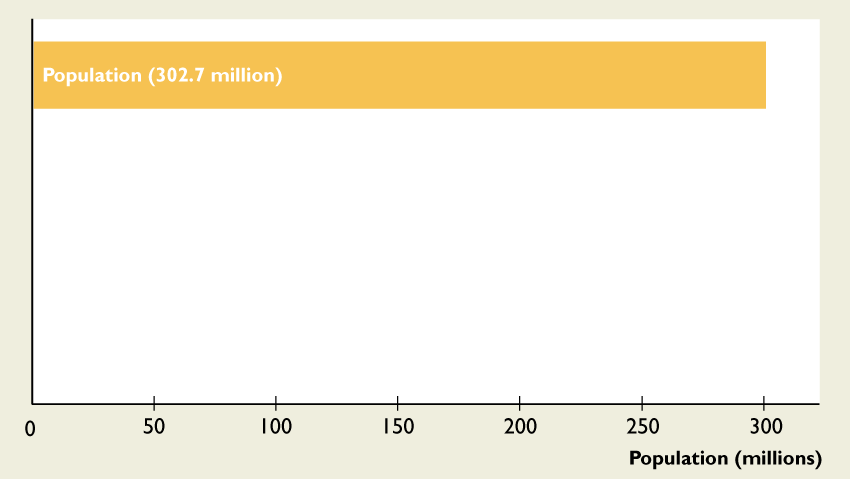 Population (302.7 million)
0 50 100 150 200 250 300
Population (millions)